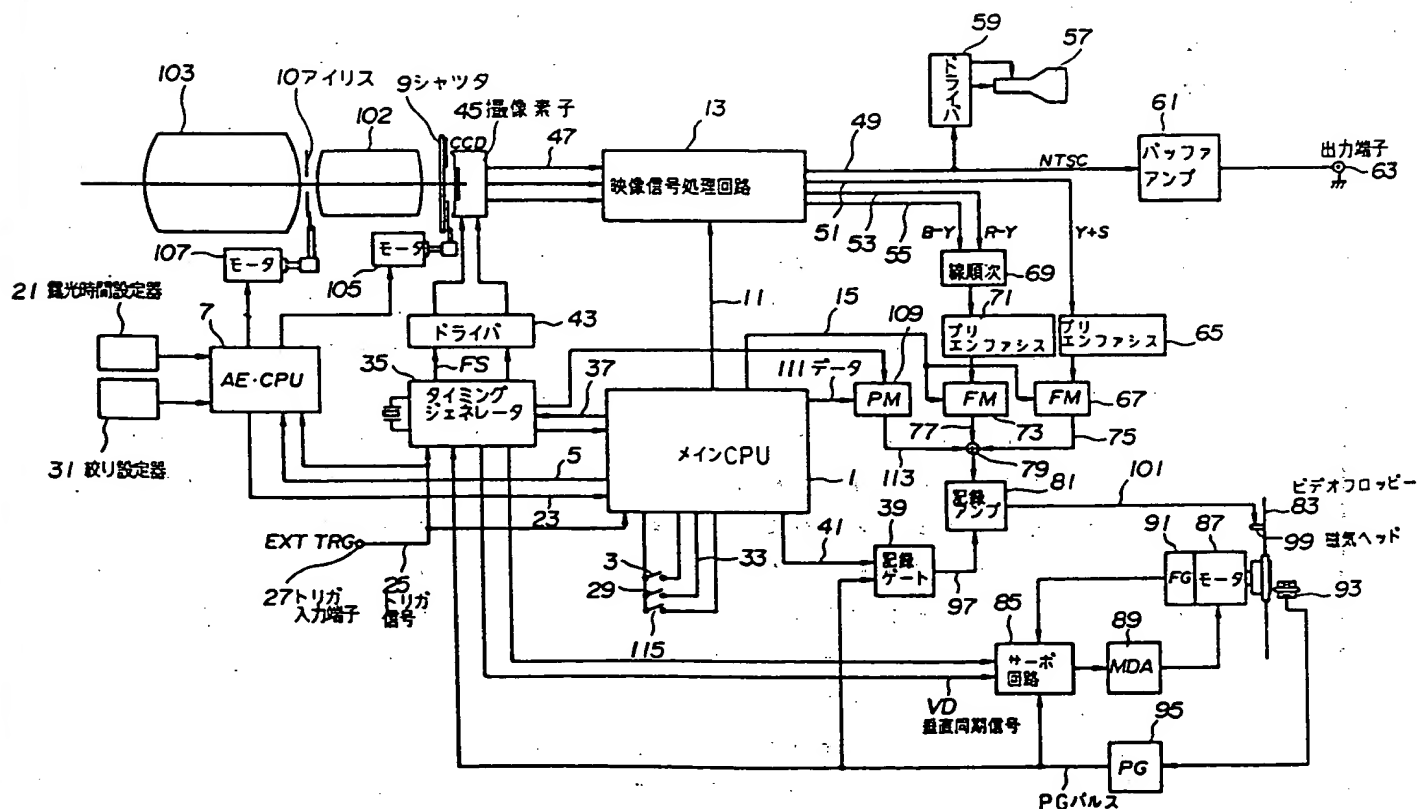 59
57
ドライバ
103
10アイリス
9シャツタ
45撮像素子
CCD
102
47
13
49
61
映像信号処理回路
NTSC
バッファ
アンプ
出力端子
63
51
53
55
B-Y
R-Y
Y+S
107
モータ
モータ
105
線順次
69
21露光時間設定器
7
11
15
109
71
ドライバ
43
プリ
エンファシス
プリ
エンファシス
65
AE・CPU
35
FS
37
111データ
タイミング
ジェネレータ
PM
FM
FM
67
77
73
75
31絞り設定器
メインCPU
5
1
113
79
81
101
23
39
記録
アンプ
ビデオフロッピー
83
EXT TRG
41
記録
ゲート
91
87
99 磁気ヘッド
3
33
29
97
FG
モータ
93
27トリガ
入力端子
25
トリガ
信号
115
85
89
サーボ
回路
MDA
VD
垂直同期信号
95
PG
PGパルス